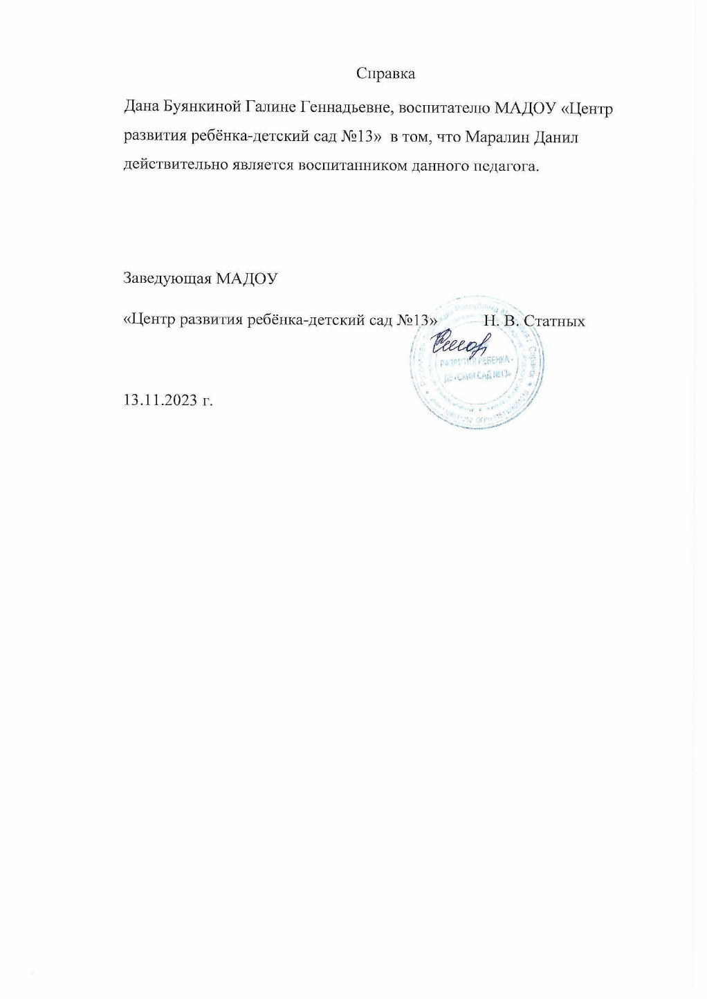 Справка
Дана Буянкиной Галине Геннадьевне, воспитателю МАДОУ «Центр
развития ребёнка-детский сад №13» в том, что Маралин Данил
действительно является воспитанником данного педагога.
Заведующая МАДОУ
«Центр развития ребёнка-детский сад №13» Н. В. Статных
РАЗВИТИЯ РЕБЕНКА -
ДЕТСКИЙ САД №13»
13.11.2023 г.